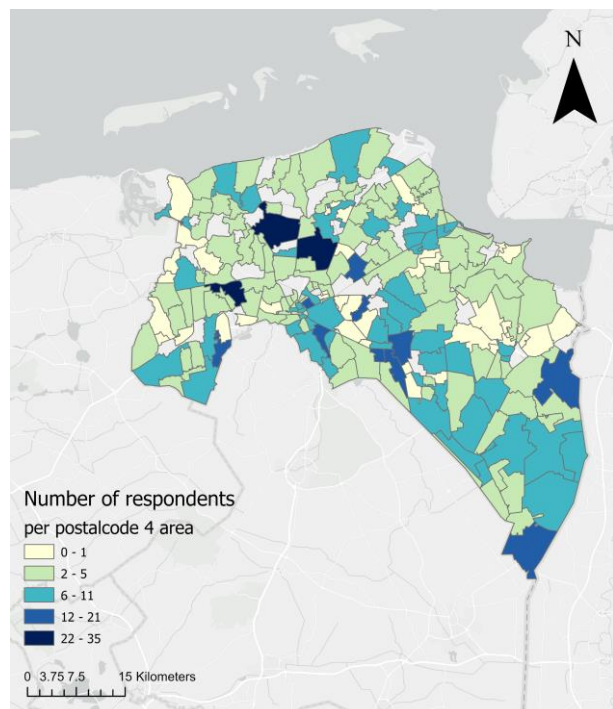 N
Number of respondents
per postalcode 4 area
0 - 1
2 - 5
6 - 11
12 - 21
22 - 35
0 3.75 7.5 15 Kilometers